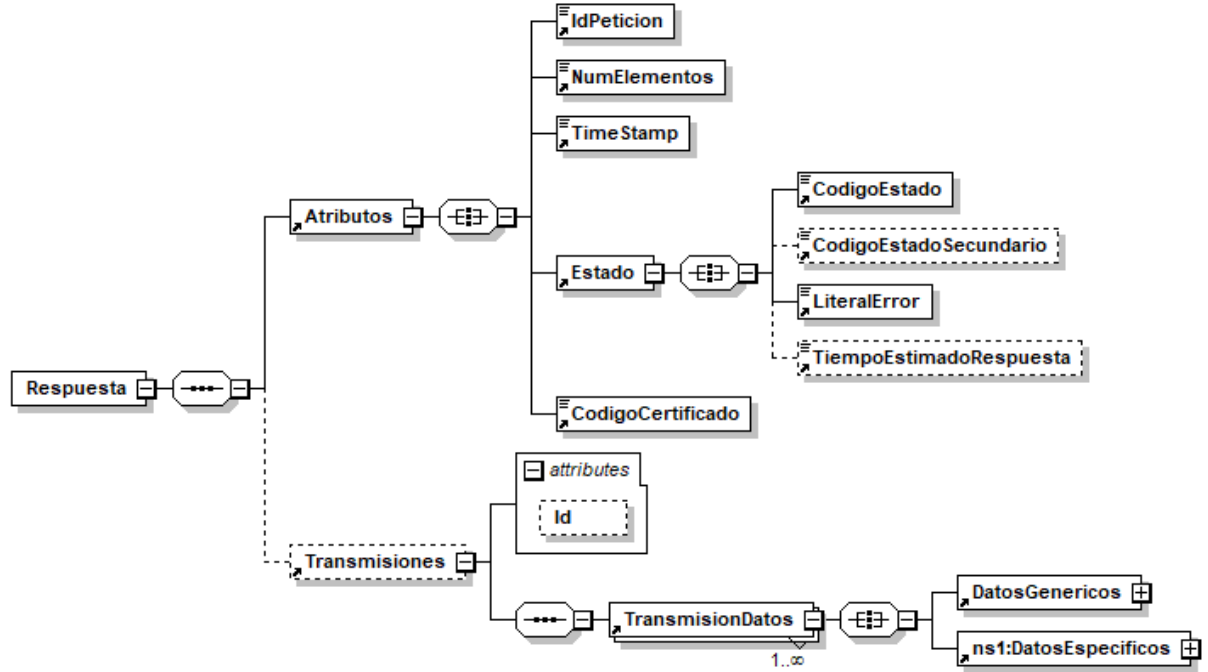 IdPeticion
NumElementos
TimeStamp
CodigoEstado
Atributos
CodigoEstadoSecundario
Estado
LiteralError
TiempoEstimadoRespuesta
Respuesta
CodigoCertificado
attributes
Id
Transmisiones
DatosGenericos
TransmisionDatos
ns1:DatosEspecificos
1..∞